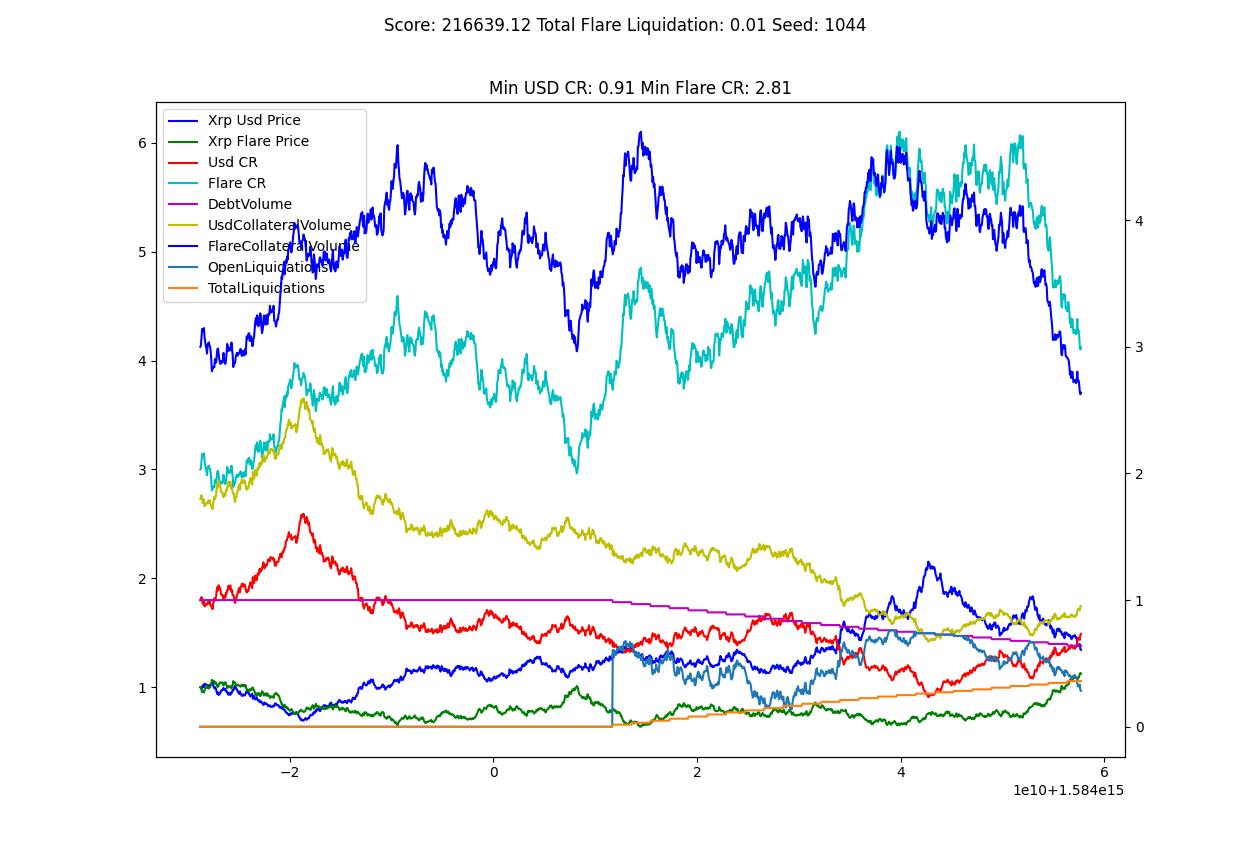 Score: 216639.12 Total Flare Liquidation: 0.01 Seed: 1044
Min USD CR: 0.91 Min Flare CR: 2.81
Xrp Usd Price
Xrp Flare Price
Usd CR
Flare CR
DebtVolume
UsdCollateralVolume
FlareCollateralVolume
OpenLiquidations
TotalLiquidations
6
5
4
3
2
1
4
3
2
1
0
−2
0
2
4
6
1e10+1.584e15